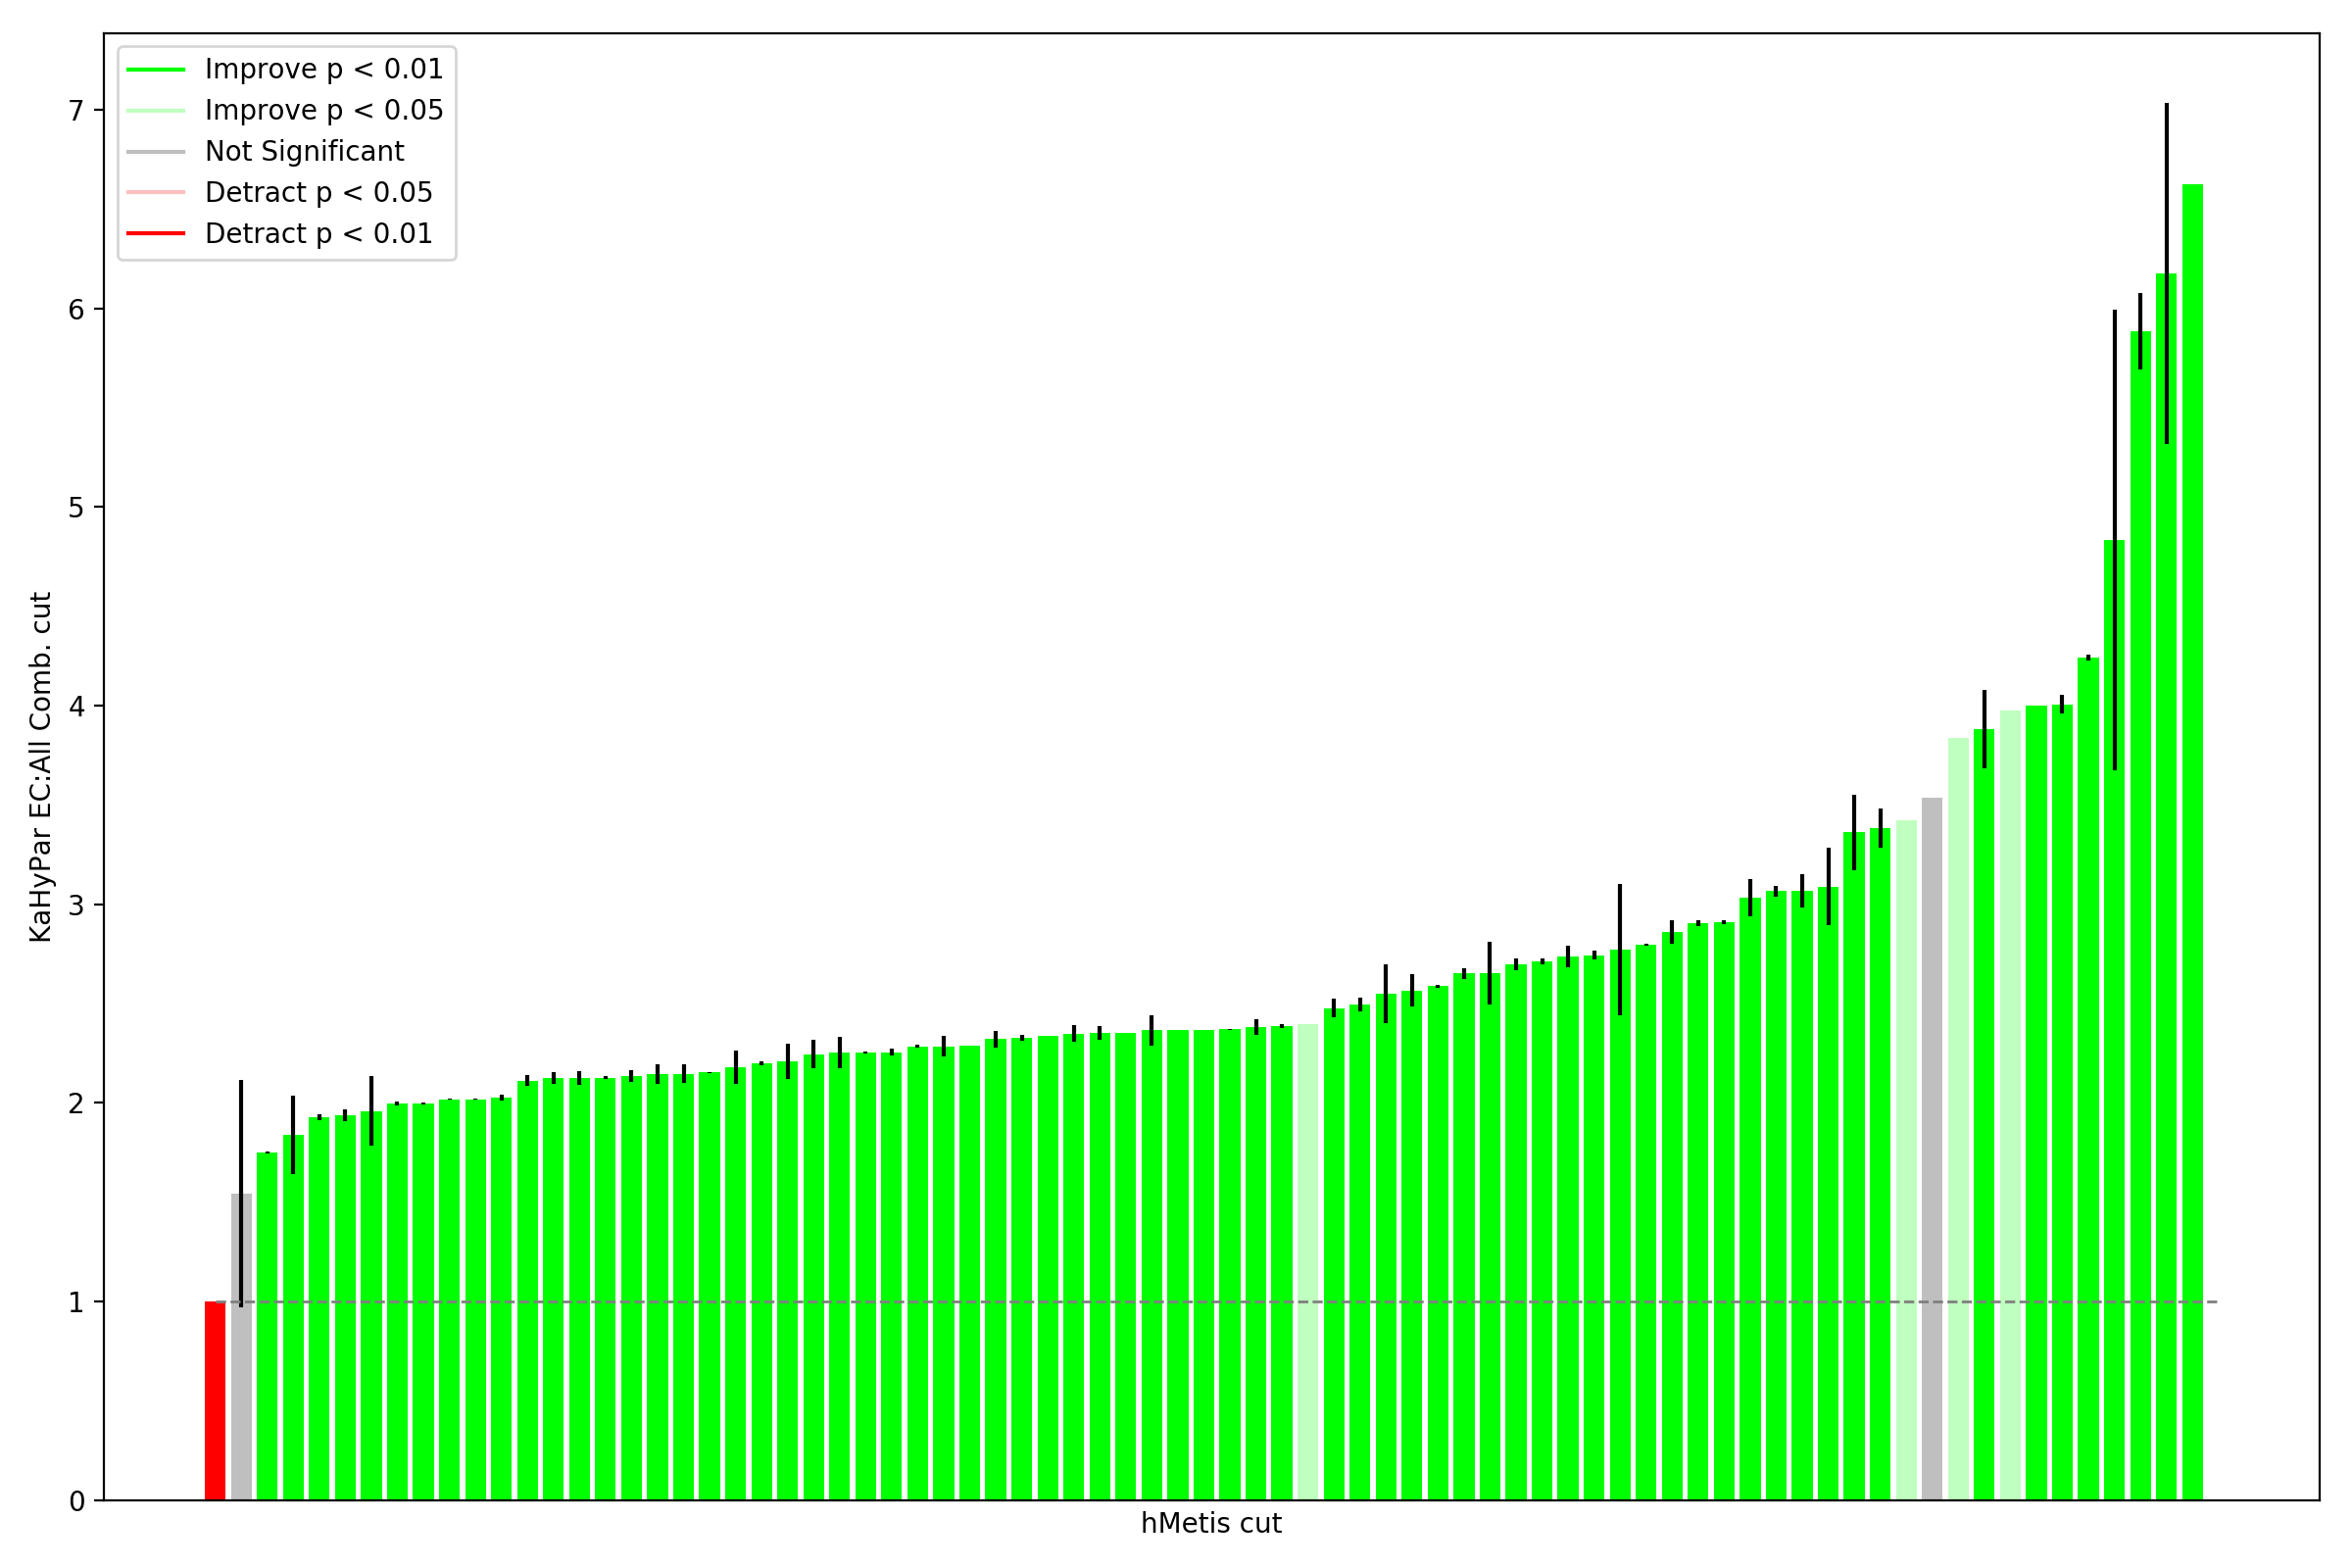 Improve p < 0.01
Improve p < 0.05
Not Significant
Detract p < 0.05
Detract p < 0.01
7
6
5
4
3
2
1
0
KaHyPar EC:All Comb. cut
hMetis cut